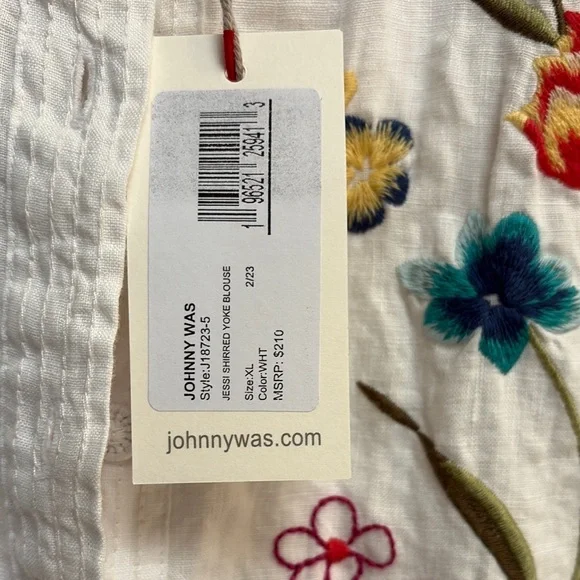 1 96521 25941 3
JOHNNY WAS
Style:J18723-5
JESSI SHIRRED YOKE BLOUSE
2/23
Size:XL
Color:WHT
MSRP: $210
johnnywas.com